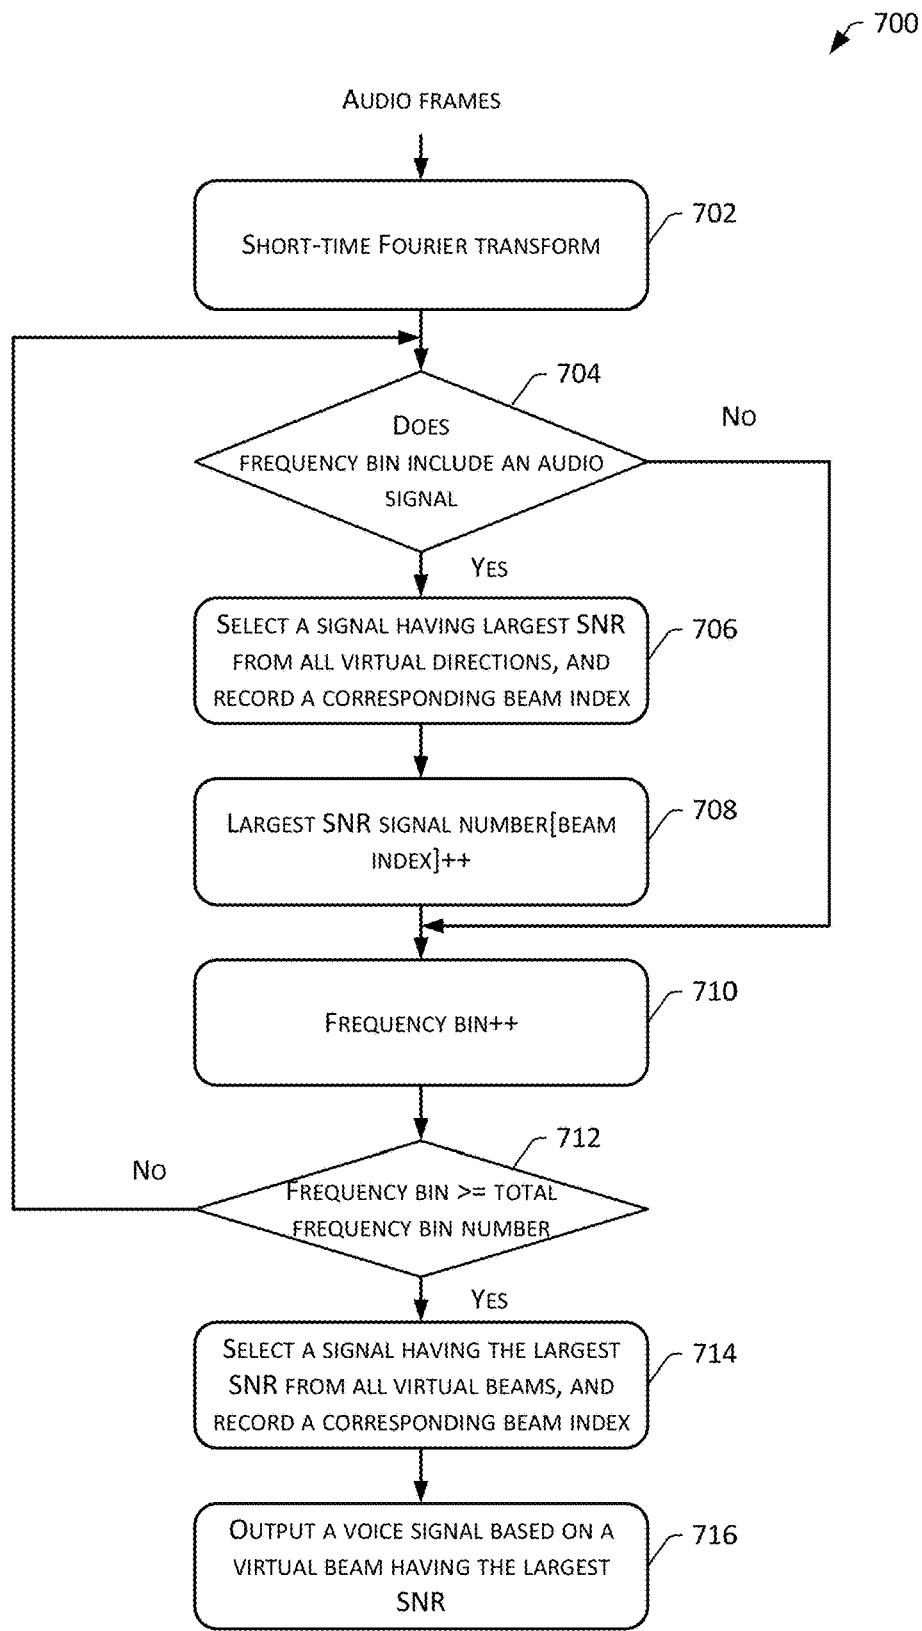 700
AUDIO FRAMES
702
SHORT-TIME FOURIER TRANSFORM
704
NO
DOES
FREQUENCY BIN INCLUDE AN AUDIO
SIGNAL
YES
SELECT A SIGNAL HAVING LARGEST SNR
706
FROM ALL VIRTUAL DIRECTIONS, AND
RECORD A CORRESPONDING BEAM INDEX
708
LARGEST SNR SIGNAL NUMBER[BEAM
INDEX]++
710
FREQUENCY BIN++
712
NO
FREQUENCY BIN >= TOTAL
FREQUENCY BIN NUMBER
YES
SELECT A SIGNAL HAVING THE LARGEST
714
SNR FROM ALL VIRTUAL BEAMS, AND
RECORD A CORRESPONDING BEAM INDEX
OUTPUT A VOICE SIGNAL BASED ON A
716
VIRTUAL BEAM HAVING THE LARGEST
SNR